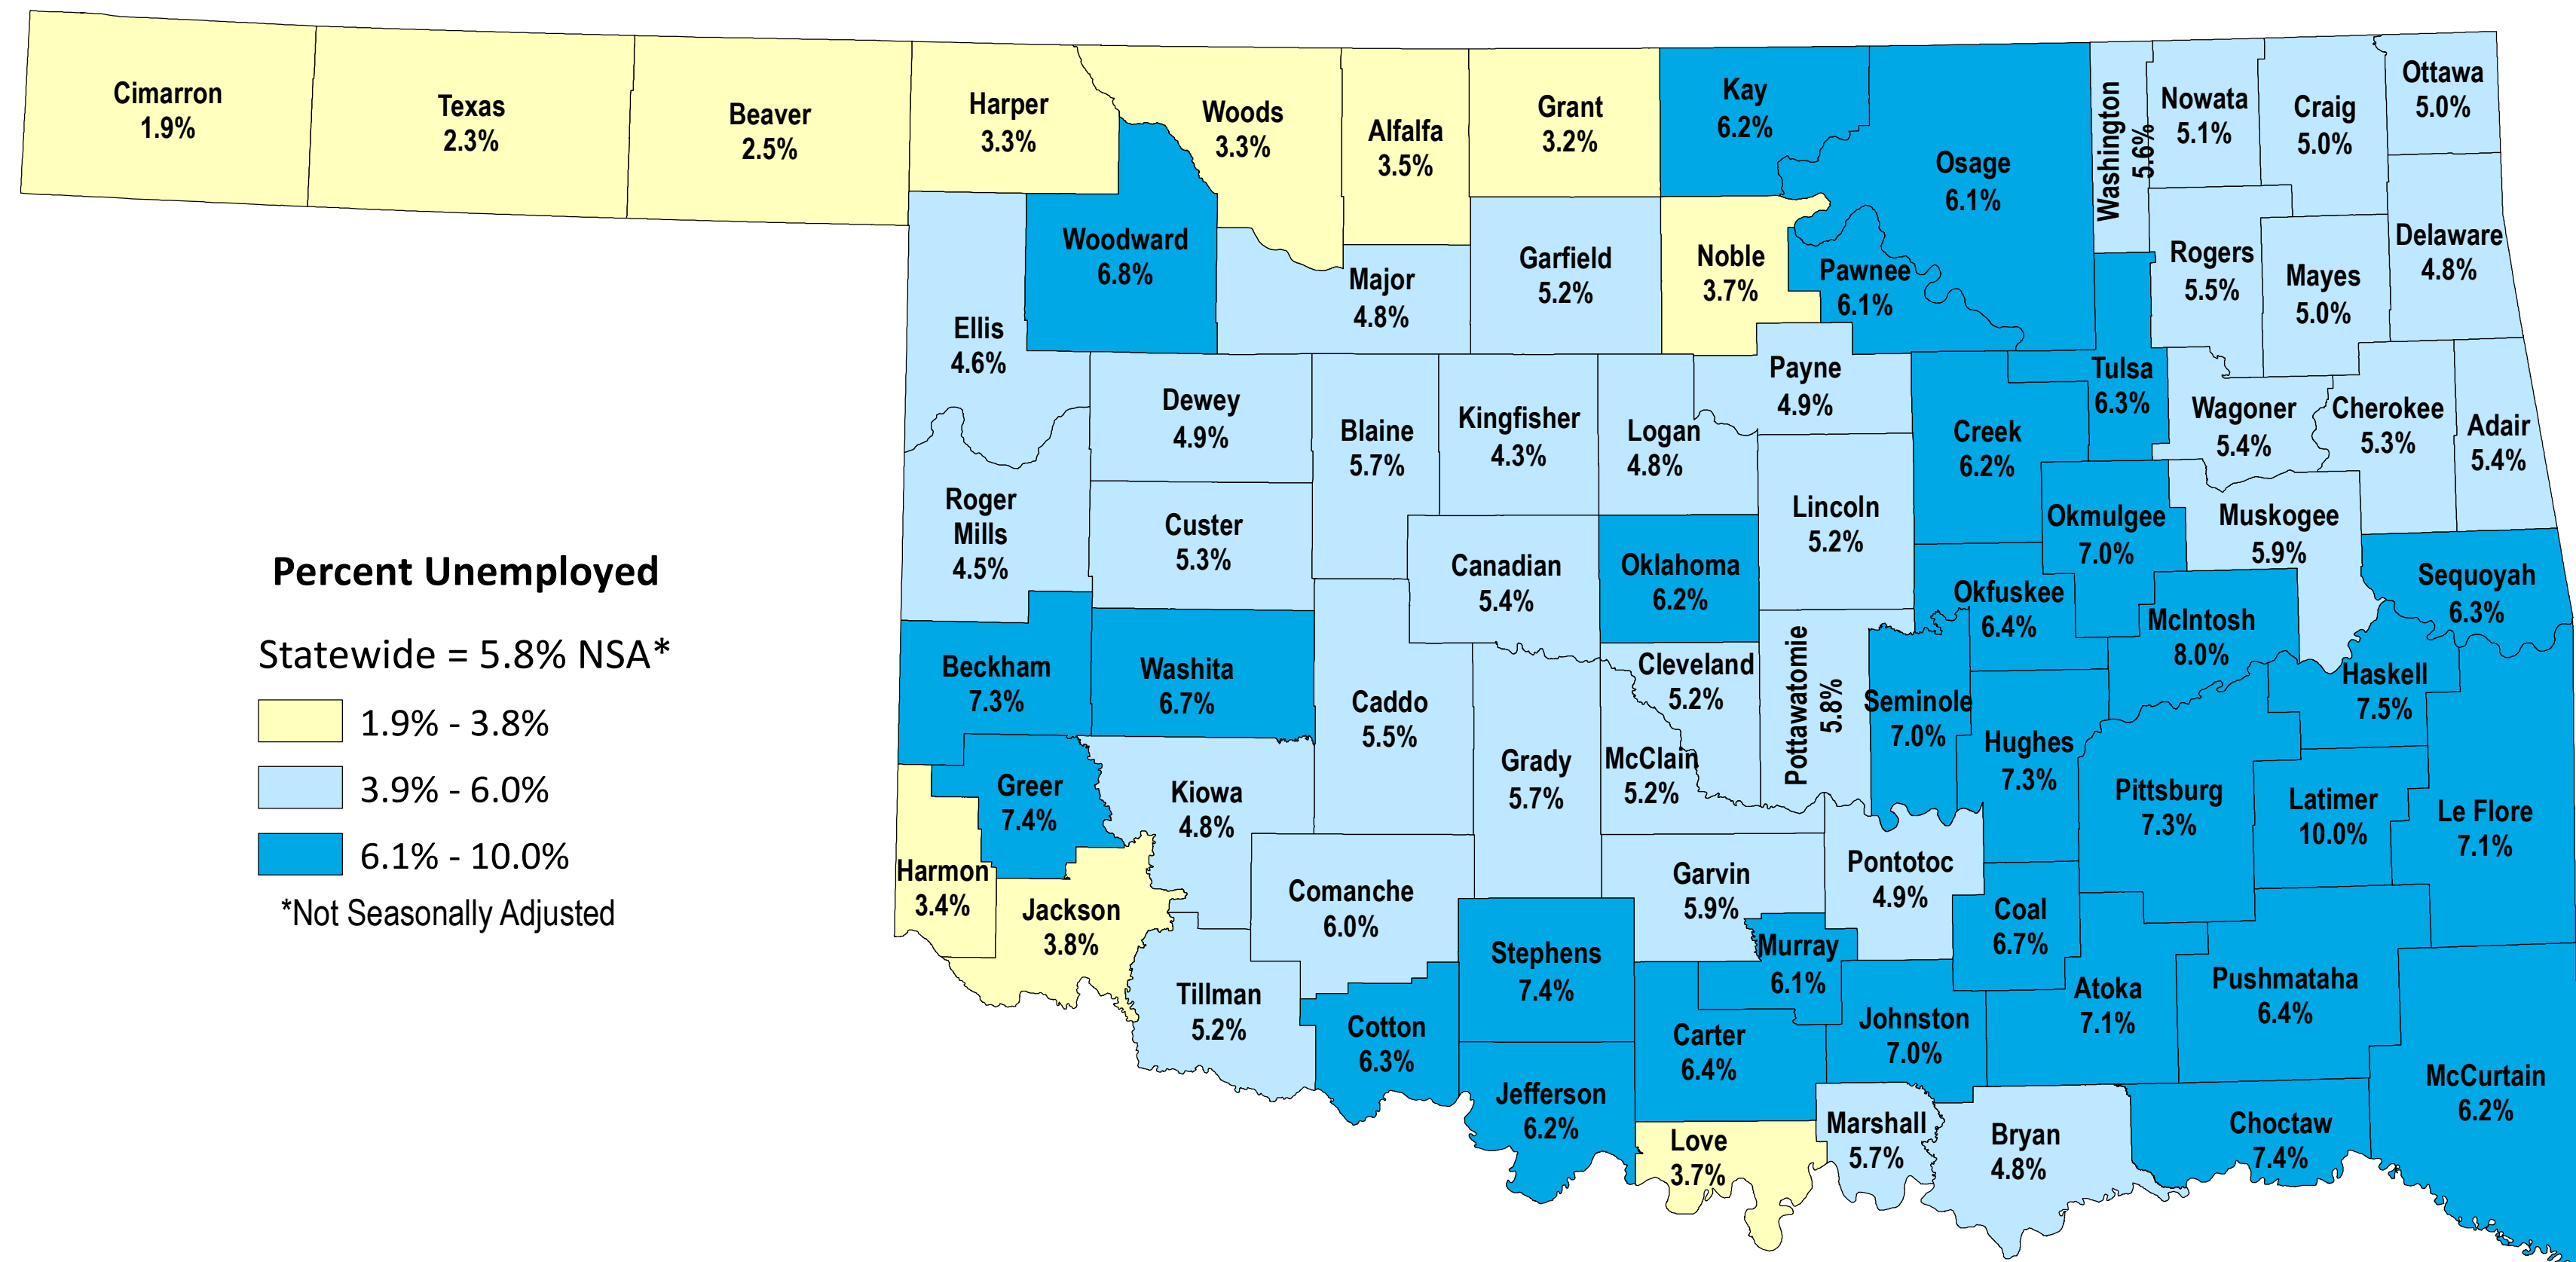 Cimarron
1.9%
Texas
2.3%
Beaver
2.5%
Harper
3.3%
Woods
3.3%
Alfalfa
3.5%
Grant
3.2%
Kay
6.2%
Osage
6.1%
Washington
5.6%
Nowata
5.1%
Craig
5.0%
Ottawa
5.0%
Woodward
6.8%
Major
4.8%
Garfield
5.2%
Noble
3.7%
Pawnee
6.1%
Rogers
5.5%
Mayes
5.0%
Delaware
4.8%
Ellis
4.6%
Dewey
4.9%
Blaine
5.7%
Kingfisher
4.3%
Logan
4.8%
Payne
4.9%
Creek
6.2%
Tulsa
6.3%
Wagoner
5.4%
Cherokee
5.3%
Adair
5.4%
Roger
Mills
4.5%
Custer
5.3%
Canadian
5.4%
Oklahoma
6.2%
Lincoln
5.2%
Okmulgee
7.0%
Muskogee
5.9%
Okfuskee
6.4%
McIntosh
8.0%
Sequoyah
6.3%
Percent Unemployed
Statewide = 5.8% NSA*
1.9% - 3.8%
3.9% - 6.0%
6.1% - 10.0%
*Not Seasonally Adjusted
Beckham
7.3%
Washita
6.7%
Caddo
5.5%
Grady
5.7%
Cleveland
5.2%
McClain
5.2%
Pottawatomie
5.8%
Seminole
7.0%
Hughes
7.3%
Haskell
7.5%
Pittsburg
7.3%
Latimer
10.0%
Le Flore
7.1%
Greer
7.4%
Kiowa
4.8%
Harmon
3.4%
Jackson
3.8%
Comanche
6.0%
Garvin
5.9%
Pontotoc
4.9%
Coal
6.7%
Stephens
7.4%
Murray
6.1%
Tillman
5.2%
Cotton
6.3%
Carter
6.4%
Johnston
7.0%
Atoka
7.1%
Pushmataha
6.4%
McCurtain
6.2%
Jefferson
6.2%
Love
3.7%
Marshall
5.7%
Bryan
4.8%
Choctaw
7.4%